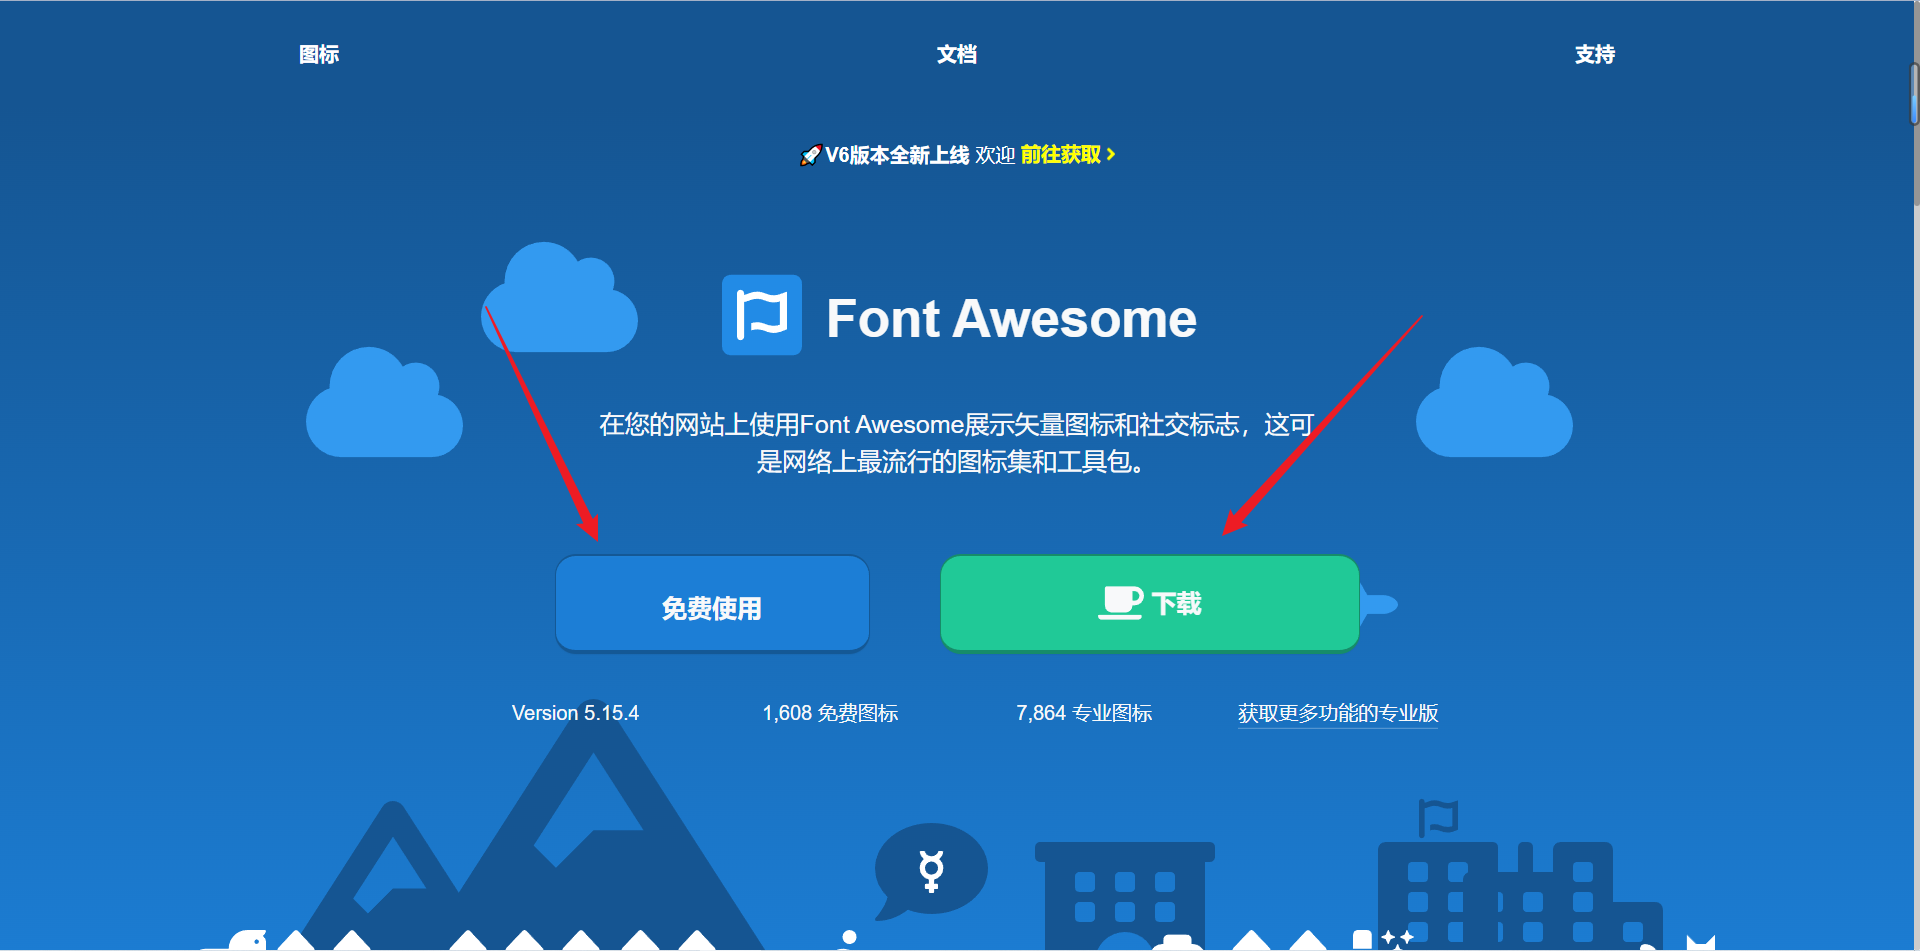 图标
文档
支持
V6版本全新上线 欢迎 前往获取
Font Awesome
在您的网站上使用Font Awesome展示矢量图标和社交标志，这可
是网络上最流行的图标集和工具包。
免费使用
下载
Version 5.15.4
1,608 免费图标
7,864 专业图标
获取更多功能的专业版